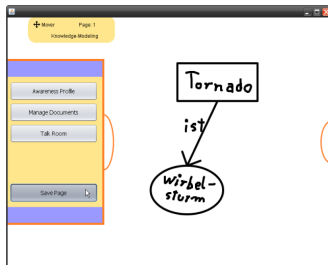 Mover Page: 1
Knowledge-Modeling
Awareness Profile
Manage Documents
Talk Room
Save Page
Tornado
ist
Wirbel-
sturm